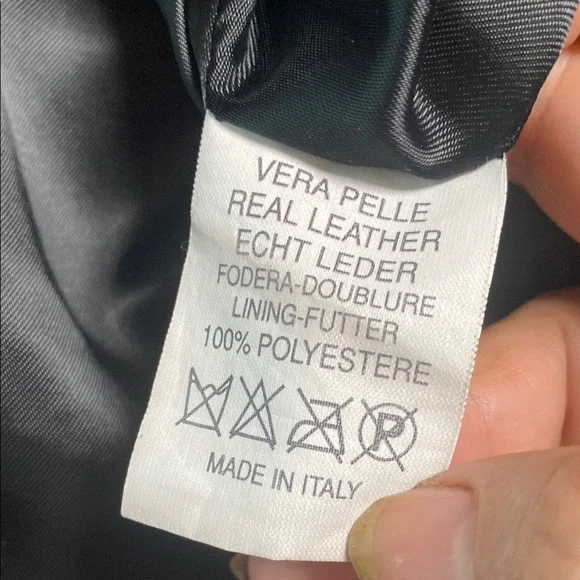 VERA PELLE
REAL LEATHER
ECHT LEDER
FODERA-DOUBLURE
LINING-FUTTER
100% POLYESTERE
P
MADE IN ITALY